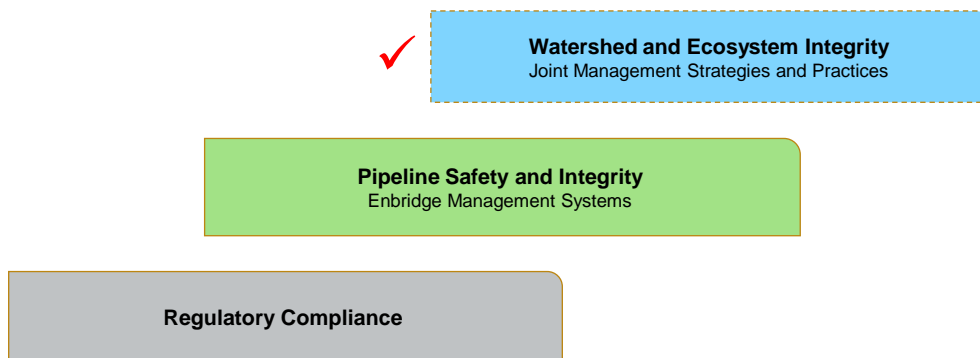 Watershed and Ecosystem Integrity
Joint Management Strategies and Practices
Pipeline Safety and Integrity
Enbridge Management Systems
Regulatory Compliance